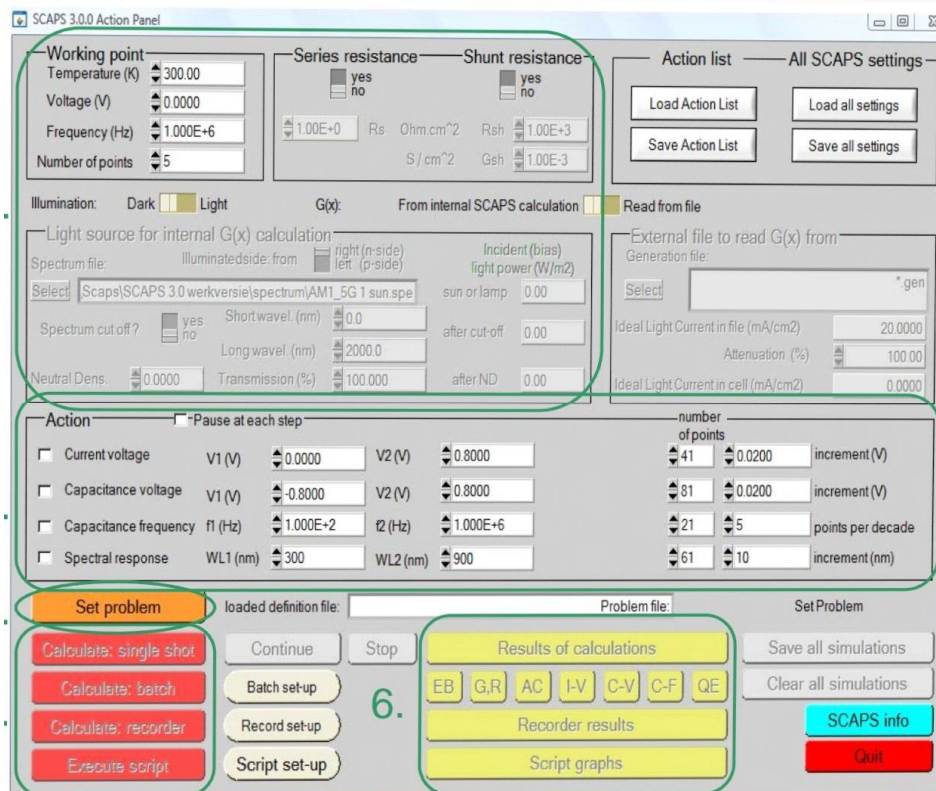 SCAPS 3.0.0 Action Panel
Working point
Temperature (K) 300.00
Voltage (V) 0.0000
Frequency (Hz) 1.000E+6
Number of points 5
Series resistance Shunt resistance
yes yes
no no
1.00E+0 Rs Ohm.cm^2 Rsh 1.00E+3
S / cm^2 Gsh 1.00E-3
Action list All SCAPS settings
Load Action List Load all settings
Save Action List Save all settings
Illumination: Dark Light G(x): From internal SCAPS calculation Read from file
Light source for internal G(x) calculation
Spectrum file: Illuminatedside: from right (n-side)
left (p-side)
Incident (bias)
light power (W/m2)
Select Scaps\SCAPS 3.0 werkversie\spectrum\AM1_5G 1 sun.spe sun or lamp 0.00
Spectrum cut off? yes Short wavel. (nm) 0.0
no after cut-off 0.00
Long wavel. (nm) 2000.0
Neutral Dens. 0.0000 Transmission (%) 100.000 after ND 0.00
External file to read G(x) from
Generation file:
Select *.gen
Ideal Light Current in file (mA/cm2) 20.0000
Attenuation (%) 100.00
Ideal Light Current in cell (mA/cm2) 0.0000
Action Pause at each step number
of points
Current voltage V1 (V) 0.0000 V2 (V) 0.8000 41 0.0200 increment (V)
Capacitance voltage V1 (V) -0.8000 V2 (V) 0.8000 81 0.0200 increment (V)
Capacitance frequency f1 (Hz) 1.000E+2 f2 (Hz) 1.000E+6 21 5 points per decade
Spectral response WL1 (nm) 300 WL2 (nm) 900 61 10 increment (nm)
Set problem loaded definition file: Problem file: Set Problem
Calculate: single shot Continue Stop Results of calculations Save all simulations
Calculate: batch Batch set-up 6. EB G,R AC I-V C-V C-F QE Clear all simulations
Calculate: recorder Record set-up Recorder results SCAPS info
Execute script Script set-up Script graphs Quit